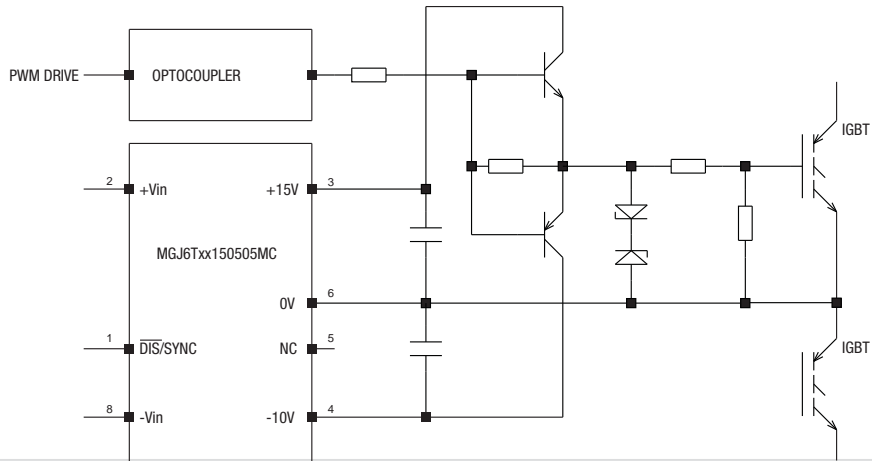 PWM DRIVE
OPTOCOUPLER
IGBT
2
+Vin
+15V
3
MGJ6Txx150505MC
0V
6
1
DIS/SYNC
NC
5
IGBT
8
-Vin
-10V
4